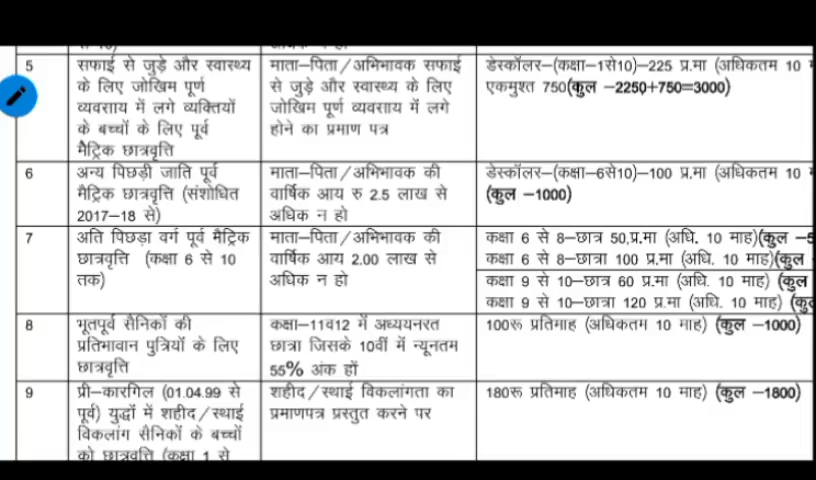 5
सफाई से जुड़े और स्वास्थ्य
के लिए जोखिम पूर्ण
व्यवसाय में लगे व्यक्तियों
के बच्चों के लिए पूर्व
मैट्रिक छात्रवृत्ति
माता–पिता/अभिभावक सफाई
से जुड़े और स्वास्थ्य के लिए
जोखिम पूर्ण व्यवसाय में लगे
होने का प्रमाण पत्र
डेस्कॉलर–(कक्षा–1से10)–225 प्र.मा (अधिकतम 10
एकमुश्त 750(कुल –2250+750=3000)
6
अन्य पिछड़ी जाति पूर्व
मैट्रिक छात्रवृत्ति (संशोधित
2017–18 से)
माता–पिता/अभिभावक की
वार्षिक आय रु 2.5 लाख से
अधिक न हो
डेस्कॉलर–(कक्षा–6से10)–100 प्र.मा (अधिकतम 10
(कुल –1000)
7
अति पिछड़ा वर्ग पूर्व मैट्रिक
छात्रवृत्ति (कक्षा 6 से 10
तक)
माता–पिता/अभिभावक की
वार्षिक आय 2.00 लाख से
अधिक न हो
कक्षा 6 से 8–छात्र 50,प्र.मा (अधि. 10 माह)(कुल –5
कक्षा 6 से 8–छात्रा 100 प्र.मा (अधि. 10 माह)(कुल
कक्षा 9 से 10–छात्र 60 प्र.मा (अधि. 10 माह) (कुल
कक्षा 9 से 10–छात्रा 120 प्र.मा (अधि. 10 माह)
8
भूतपूर्व सैनिकों की
प्रतिभावान पुत्रियों के लिए
छात्रवृत्ति
कक्षा–11व12 में अध्ययनरत
छात्रा जिसके 10वीं में न्यूनतम
55% अंक हों
100रू प्रतिमाह (अधिकतम 10 माह) (कुल –1000)
9
प्री–कारगिल (01.04.99 से
पूर्व) युद्धों में शहीद/स्थाई
विकलांग सैनिकों के बच्चों
को छात्रवृत्ति (कक्षा 1 से
शहीद/स्थाई विकलांगता का
प्रमाणपत्र प्रस्तुत करने पर
180रू प्रतिमाह (अधिकतम 10 माह) (कुल –1800)